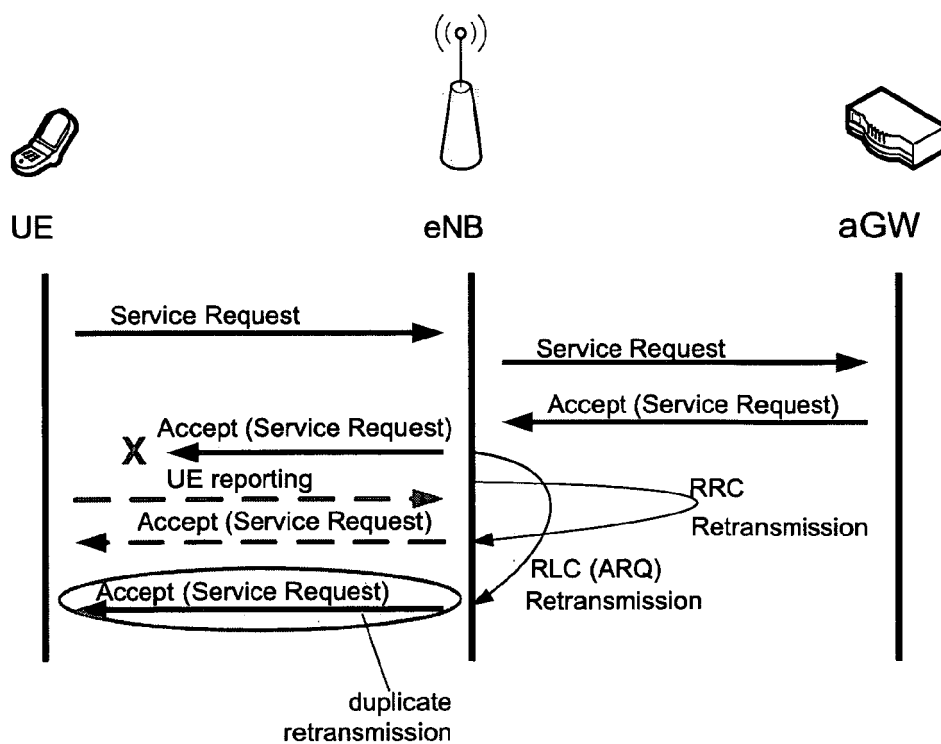 UE
eNB
aGW
Service Request
Service Request
Accept (Service Request)
Accept (Service Request)
X
UE reporting
Accept (Service Request)
RRC
Retransmission
RLC (ARQ)
Retransmission
Accept (Service Request)
duplicate
retransmission